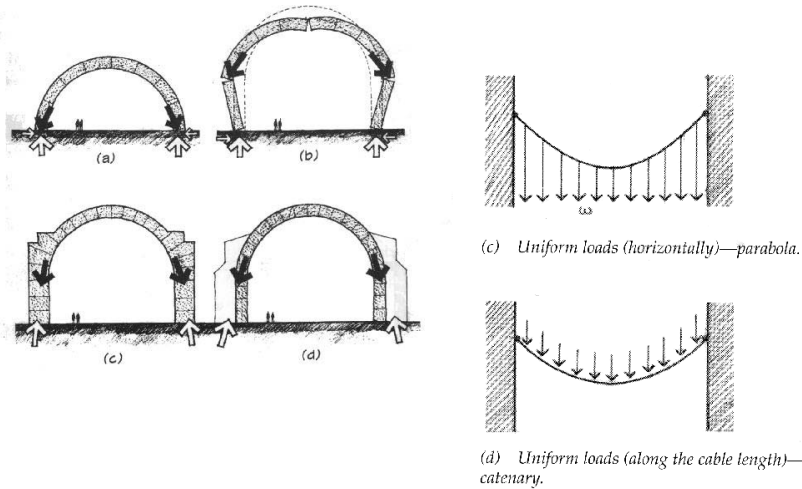 (a)
(b)
(c)
(d)
ω
(c) Uniform loads (horizontally)—parabola.
(d) Uniform loads (along the cable length)—
catenary.